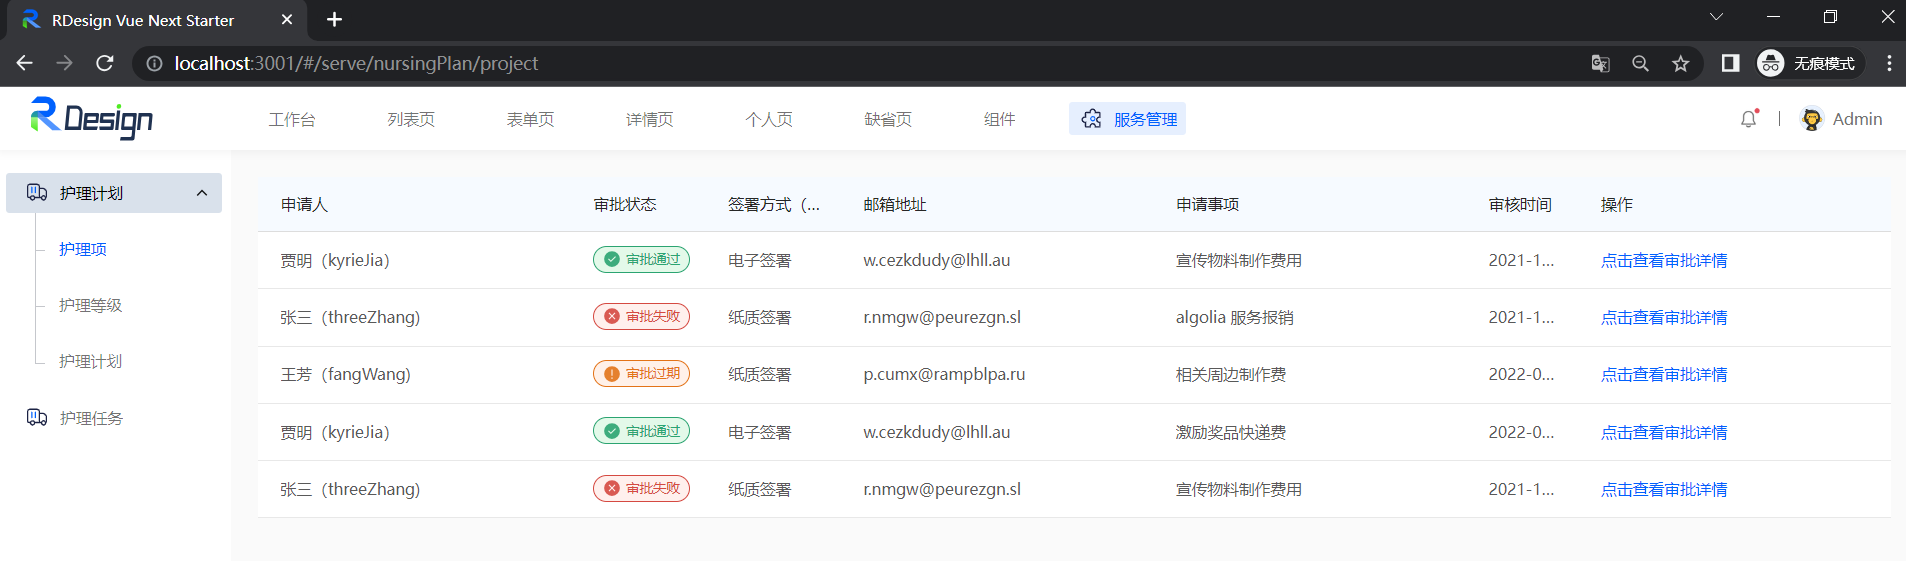 RDesign Vue Next Starter
localhost:3001/#/serve/nursingPlan/project
无痕模式
R Design
工作台 列表页 表单页 详情页 个人页 缺省页 组件 服务管理
Admin
护理计划
护理项
护理等级
护理计划
护理任务
申请人 审批状态 签署方式（... 邮箱地址 申请事项 审核时间 操作
贾明（kyrieJia） 审批通过 电子签署 w.cezkdudy@lhll.au 宣传物料制作费用 2021-1... 点击查看审批详情
张三（threeZhang) 审批失败 纸质签署 r.nmgw@peurezgn.sl algolia 服务报销 2021-1... 点击查看审批详情
王芳（fangWang) 审批过期 纸质签署 p.cumx@rampblpa.ru 相关周边制作费 2022-0... 点击查看审批详情
贾明（kyrieJia） 审批通过 电子签署 w.cezkdudy@lhll.au 激励奖品快递费 2022-0... 点击查看审批详情
张三（threeZhang) 审批失败 纸质签署 r.nmgw@peurezgn.sl 宣传物料制作费用 2021-1... 点击查看审批详情